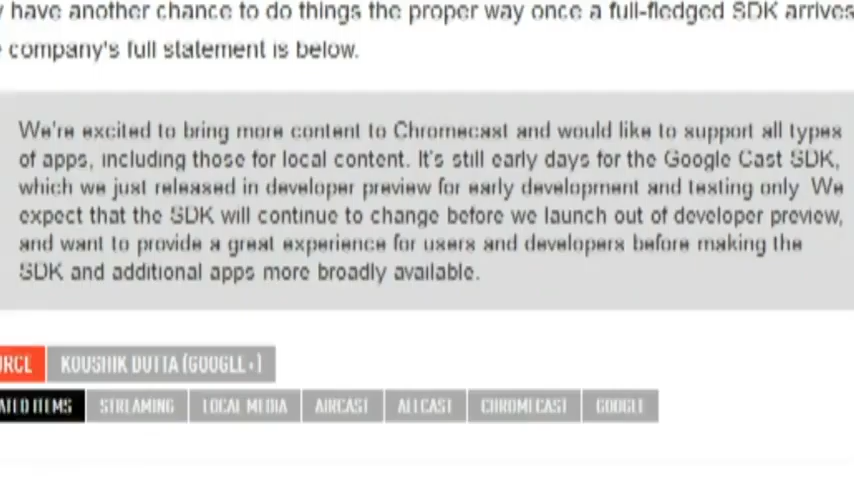 have another chance to do things the proper way once a full-fledged SDK arrives
company's full statement is below.
We're excited to bring more content to Chromecast and would like to support all types
of apps, including those for local content. It's still early days for the Google Cast SDK,
which we just released in developer preview for early development and testing only. We
expect that the SDK will continue to change before we launch out of developer preview,
and want to provide a great experience for users and developers before making the
SDK and additional apps more broadly available.
KOUSHIK DUTTA (GOOGLE+)
ITEMS STREAMING LOCAL MEDIA AIRCAST ALLCAST CHROMECAST GOOGLE